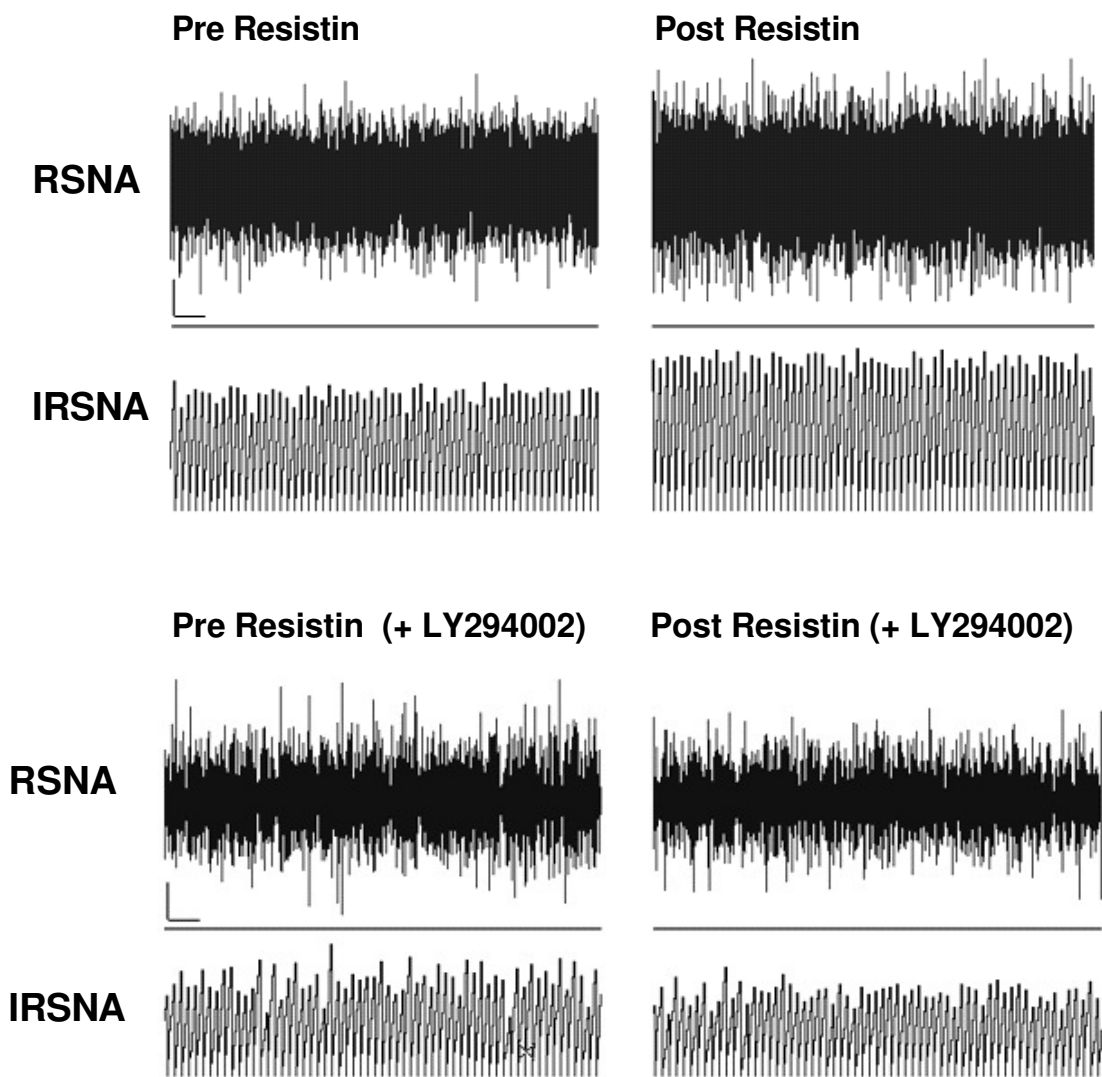 Pre Resistin
Post Resistin
RSNA
IRSNA
Pre Resistin (+ LY294002)
Post Resistin (+ LY294002)
RSNA
IRSNA